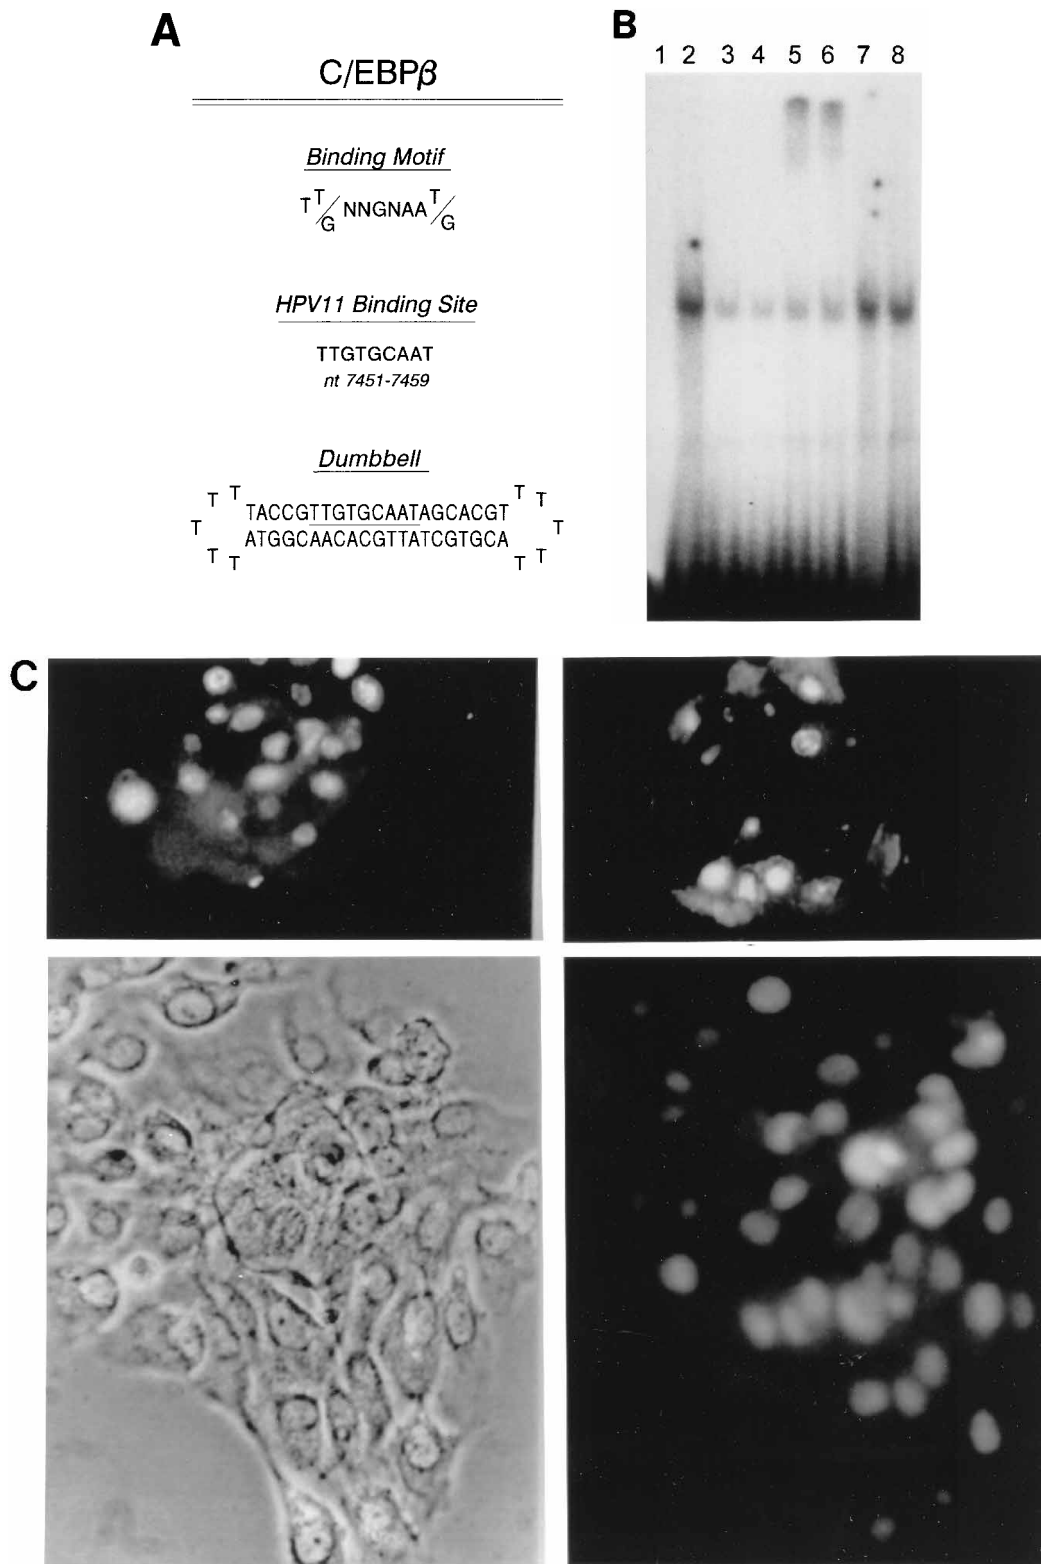 A
C/EBPβ
Binding Motif
T T/G NNGNAA T/G
HPV11 Binding Site
TTGTGCAAT
nt 7451-7459
Dumbbell
T T T T T
TACCGTTGTGCAATAGCACGT
ATGGCAACACGTTATCGTGCA
T T T T T
B
1 2 3 4 5 6 7 8
C